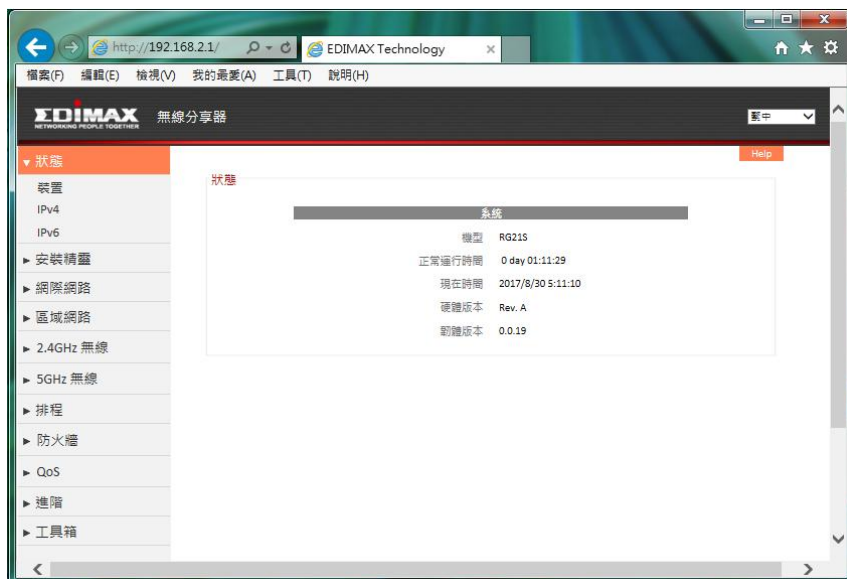 http://192.168.2.1/
EDIMAX Technology
檔案(F) 編輯(E) 檢視(V) 我的最愛(A) 工具(T) 說明(H)
EDIMAX
NETWORKING PEOPLE TOGETHER
無線分享器
繁中
Help
狀態
裝置
IPv4
IPv6
安裝精靈
網際網路
區域網路
2.4GHz 無線
5GHz 無線
排程
防火牆
QoS
進階
工具箱
狀態
系統
機型 RG21S
正常運行時間 0 day 01:11:29
現在時間 2017/8/30 5:11:10
硬體版本 Rev. A
韌體版本 0.0.19